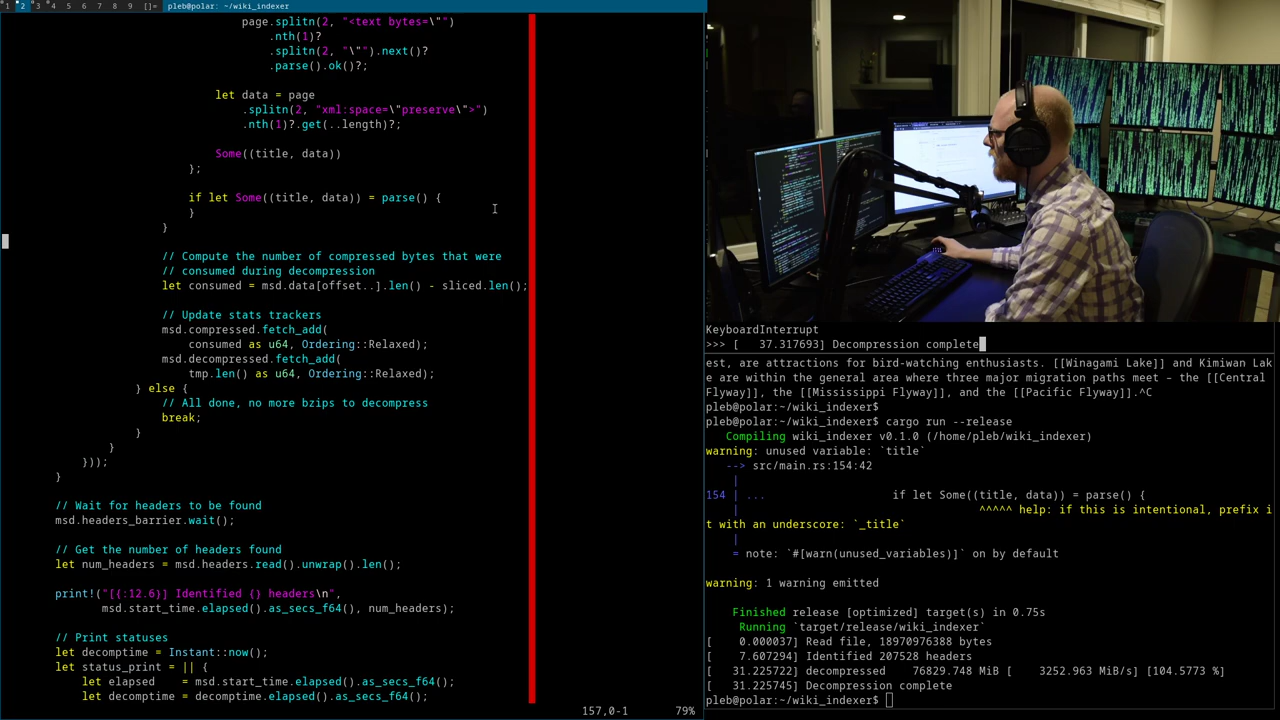 1 2 3 4 5 6 7 8 9 []= pleb@polar: ~/wiki_indexer
page.splitn(2, "<text bytes=\"")
.nth(1)?
.splitn(2, "\"").next()?
.parse().ok()?;
let data = page
.splitn(2, "xml:space=\"preserve\">")
.nth(1)?.get(..length)?;
Some((title, data))
};
if let Some((title, data)) = parse() {
}
}
// Compute the number of compressed bytes that were
// consumed during decompression
let consumed = msd.data[offset..].len() - sliced.len();
// Update stats trackers
msd.compressed.fetch_add(
consumed as u64, Ordering::Relaxed);
msd.decompressed.fetch_add(
tmp.len() as u64, Ordering::Relaxed);
} else {
// All done, no more bzips to decompress
break;
}
}
}));
}
// Wait for headers to be found
msd.headers_barrier.wait();
// Get the number of headers found
let num_headers = msd.headers.read().unwrap().len();
print!("[{:12.6}] Identified {} headers\n",
msd.start_time.elapsed().as_secs_f64(), num_headers);
// Print statuses
let decomptime = Instant::now();
let status_print = || {
let elapsed = msd.start_time.elapsed().as_secs_f64();
let decomptime = decomptime.elapsed().as_secs_f64();
157,0-1 79%
KeyboardInterrupt
>>> [ 37.317693] Decompression complete
est, are attractions for bird-watching enthusiasts. [[Winagami Lake]] and Kimiwan Lak
e are within the general area where three major migration paths meet – the [[Central
Flyway]], the [[Mississippi Flyway]], and the [[Pacific Flyway]].^C
pleb@polar:~/wiki_indexer$
pleb@polar:~/wiki_indexer$ cargo run --release
Compiling wiki_indexer v0.1.0 (/home/pleb/wiki_indexer)
warning: unused variable: `title`
--> src/main.rs:154:42
|
154 | ... if let Some((title, data)) = parse() {
| ^^^^^ help: if this is intentional, prefix i
t with an underscore: `_title`
|
= note: `#[warn(unused_variables)]` on by default
warning: 1 warning emitted
Finished release [optimized] target(s) in 0.75s
Running `target/release/wiki_indexer`
[ 0.000037] Read file, 18970976388 bytes
[ 7.607294] Identified 207528 headers
[ 31.225722] decompressed 76829.748 MiB [ 3252.963 MiB/s] [104.5773 %]
[ 31.225745] Decompression complete
pleb@polar:~/wiki_indexer$